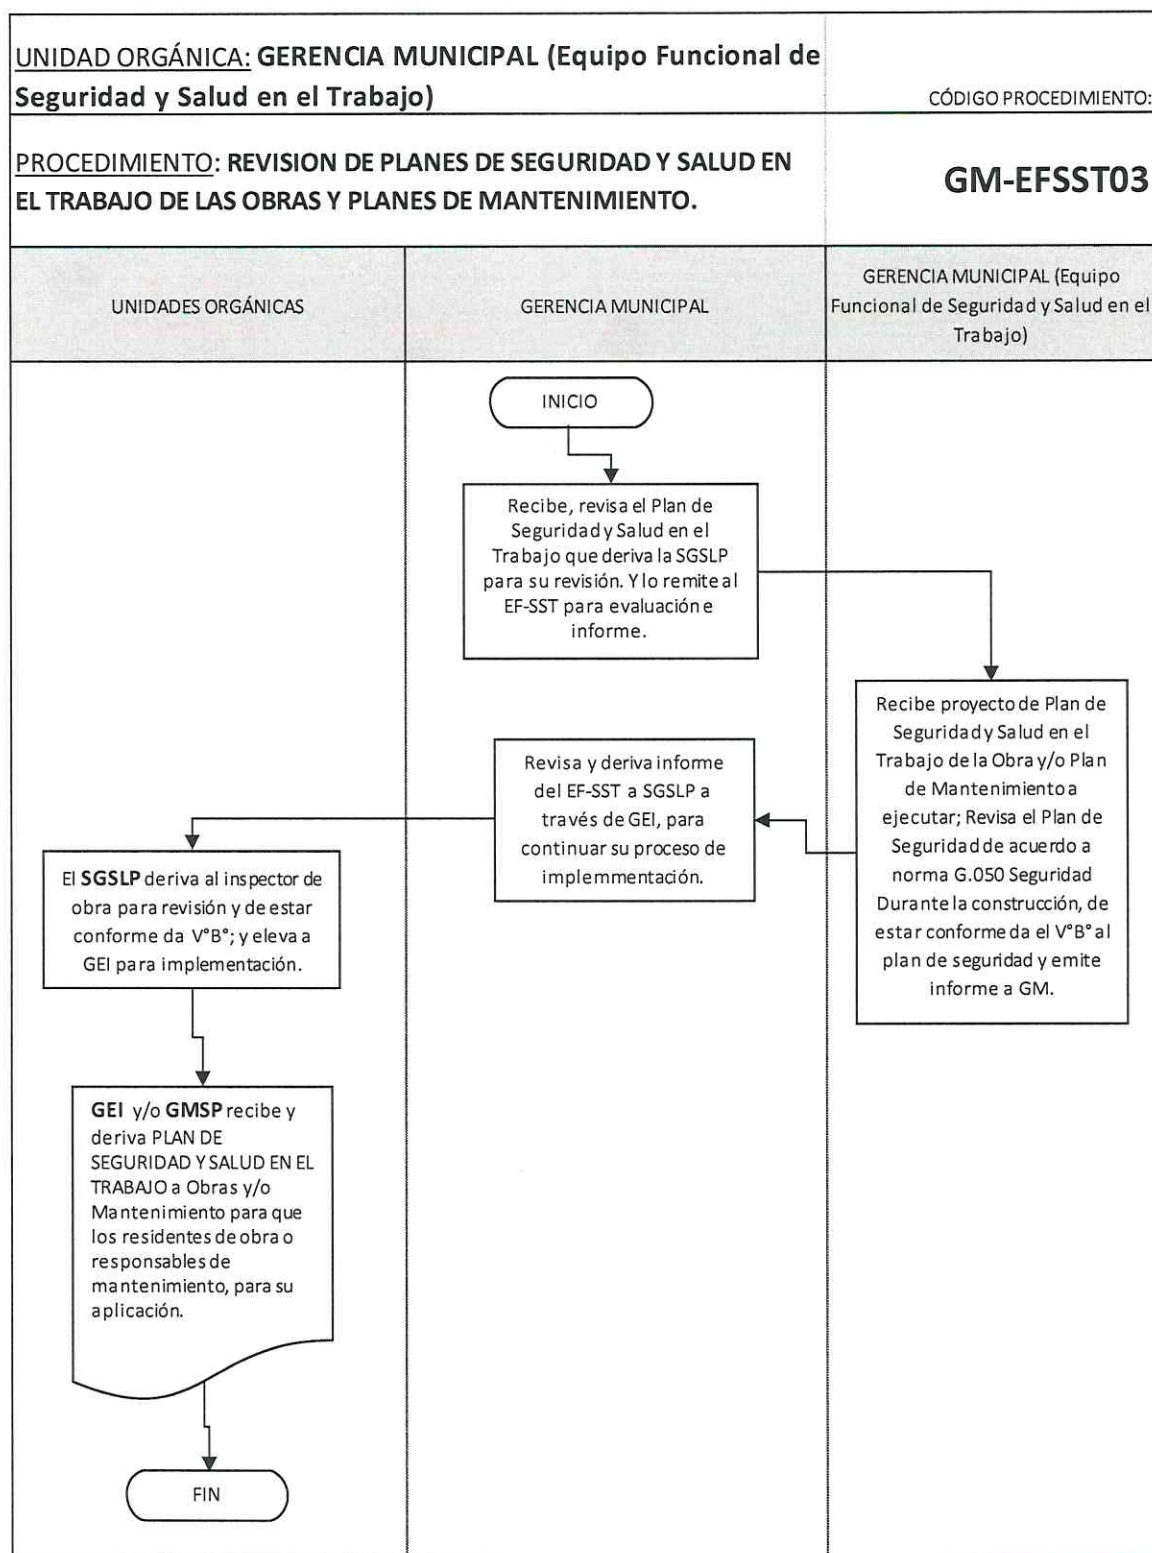 UNIDAD ORGÁNICA: GERENCIA MUNICIPAL (Equipo Funcional de
Seguridad y Salud en el Trabajo)
CÓDIGO PROCEDIMIENTO:
PROCEDIMIENTO: REVISION DE PLANES DE SEGURIDAD Y SALUD EN
EL TRABAJO DE LAS OBRAS Y PLANES DE MANTENIMIENTO.
GM-EFSST03
UNIDADES ORGÁNICAS
GERENCIA MUNICIPAL
GERENCIA MUNICIPAL (Equipo
Funcional de Seguridad y Salud en el
Trabajo)
INICIO
Recibe, revisa el Plan de
Seguridad y Salud en el
Trabajo que deriva la SGSLP
para su revisión. Y lo remite al
EF-SST para evaluación e
informe.
Recibe proyecto de Plan de
Seguridad y Salud en el
Trabajo de la Obra y/o Plan
de Mantenimiento a
ejecutar; Revisa el Plan de
Seguridad de acuerdo a
norma G.050 Seguridad
Durante la construcción, de
estar conforme da el V°B° al
plan de seguridad y emite
informe a GM.
Revisa y deriva informe
del EF-SST a SGSLP a
través de GEI, para
continuar su proceso de
implemmentación.
El SGSLP deriva al inspector de
obra para revisión y de estar
conforme da V°B°; y eleva a
GEI para implementación.
GEI y/o GMSP recibe y
deriva PLAN DE
SEGURIDAD Y SALUD EN EL
TRABAJO a Obras y/o
Mantenimiento para que
los residentes de obra o
responsables de
mantenimiento, para su
aplicación.
FIN